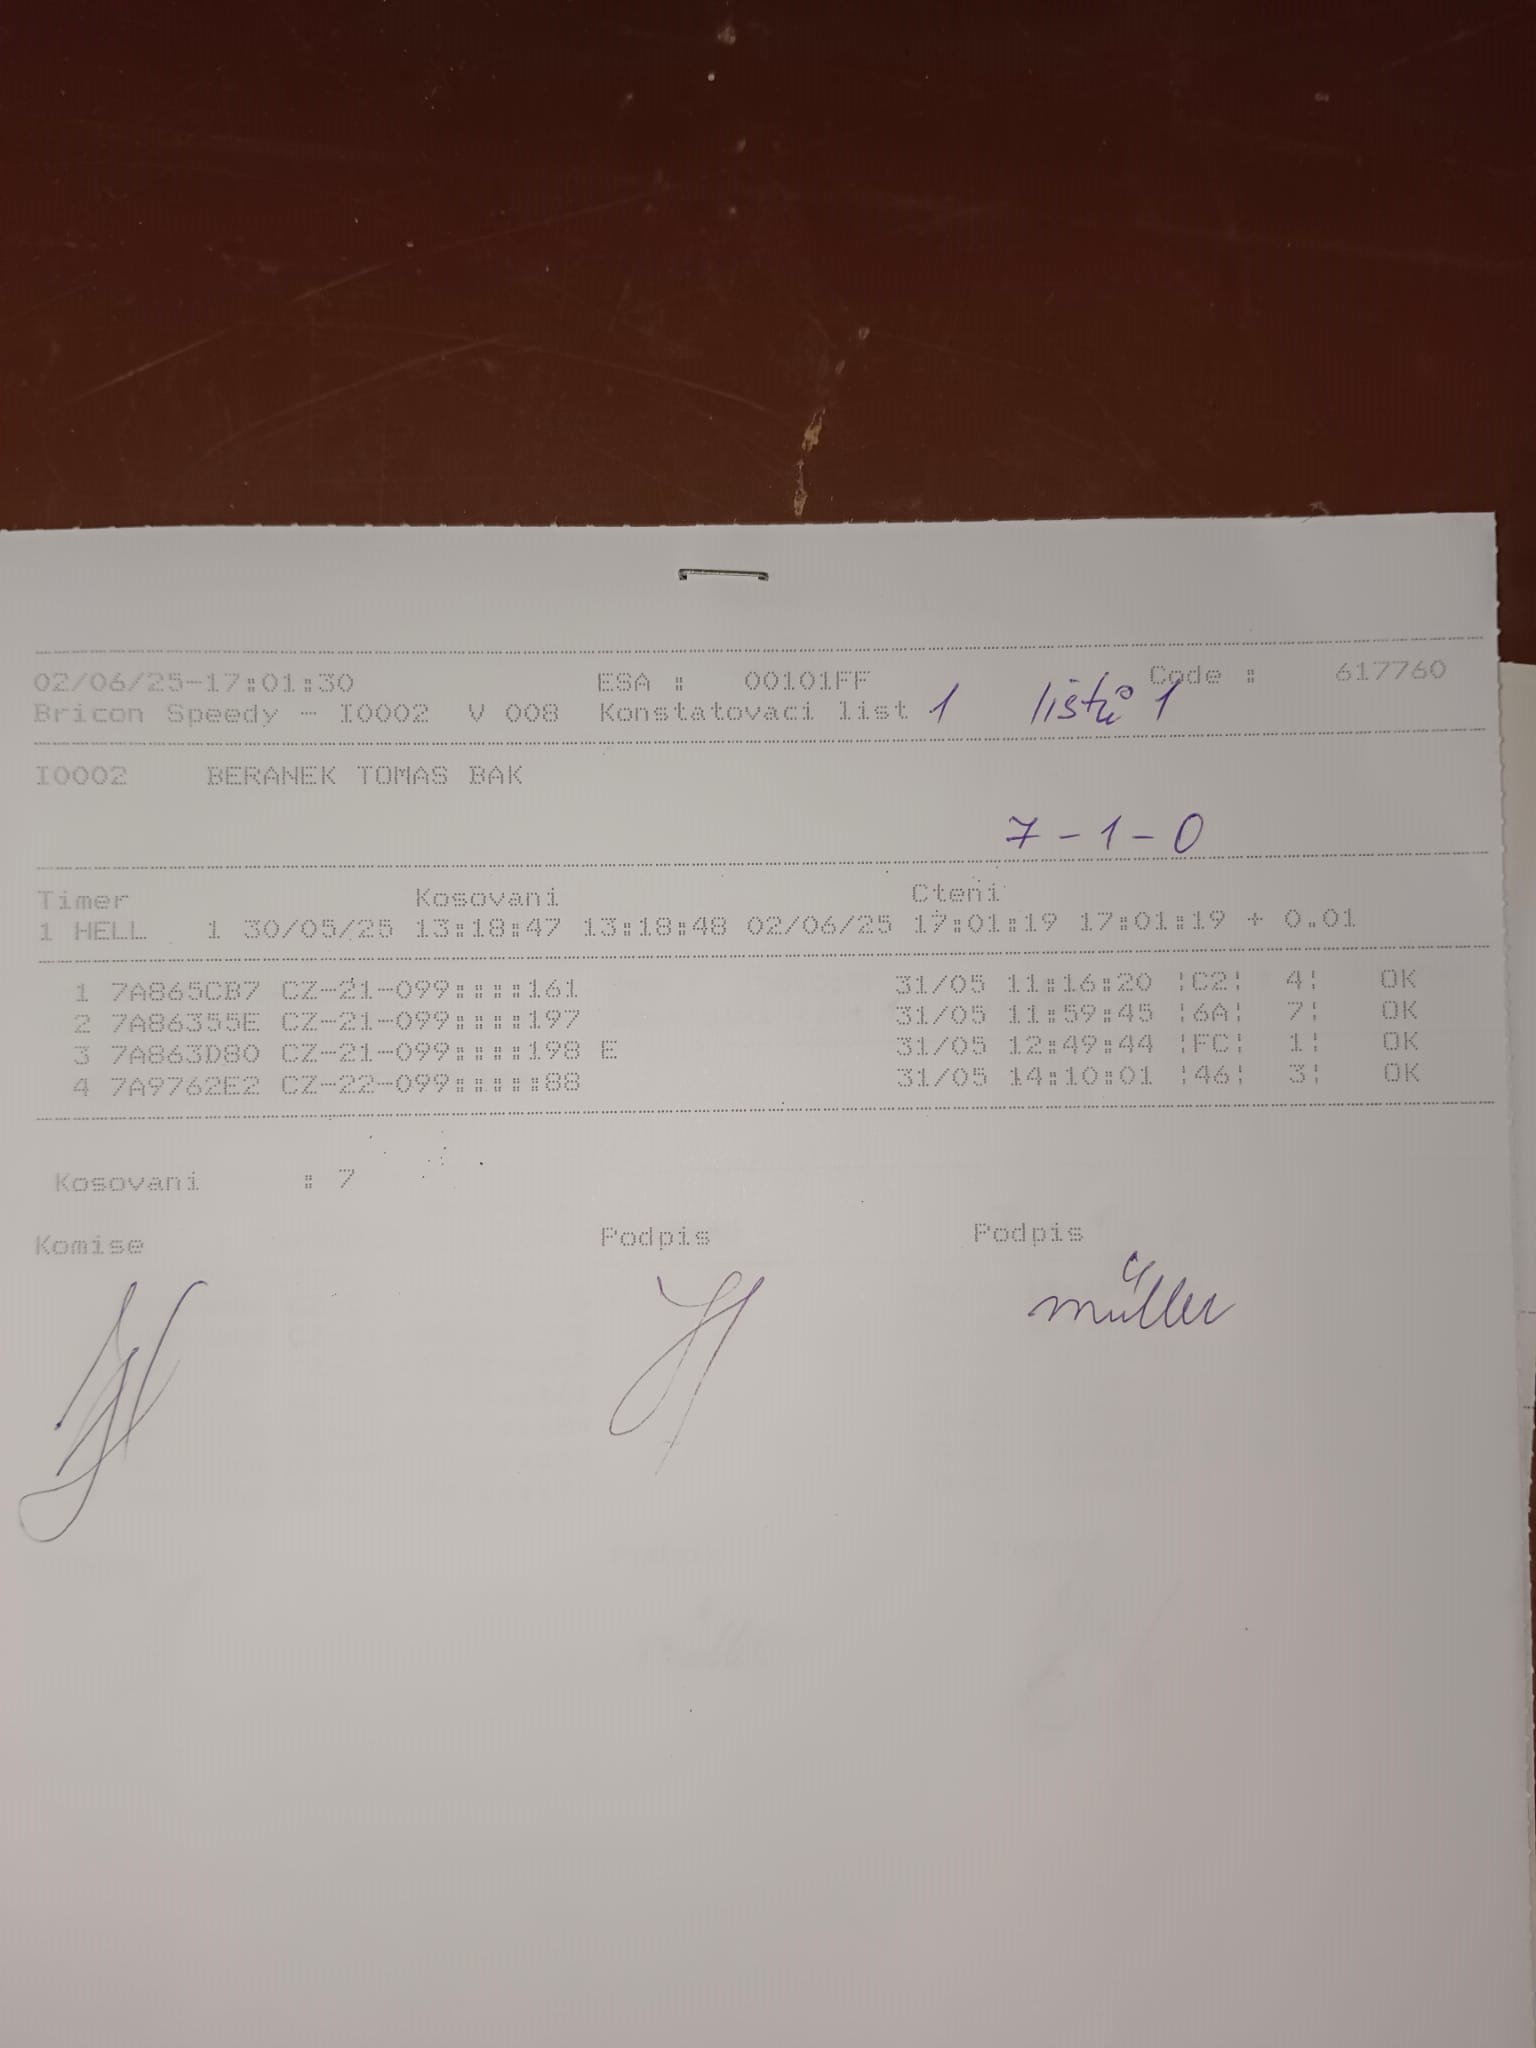 02/06/25-17:01:30 ESA : 00101FF Code : 617760
Bricon Speedy - I0002 V 008 Konstatovaci list 1 listů 1
I0002 BERANEK TOMAS BAK
7-1-0
Timer Kosovani Cteni
1 HELL 1 30/05/25 13:18:47 13:18:48 02/06/25 17:01:19 17:01:19 + 0.01
1 7A865CB7 CZ-21-099::::161 31/05 11:16:20 ¦C2¦ 4¦ OK
2 7A86355E CZ-21-099::::197 31/05 11:59:45 ¦6A¦ 7¦ OK
3 7A863D80 CZ-21-099::::198 E 31/05 12:49:44 ¦FC¦ 1¦ OK
4 7A9762E2 CZ-22-099:::::88 31/05 14:10:01 ¦46¦ 3¦ OK
Kosovani : 7
Komise Podpis Podpis
müller